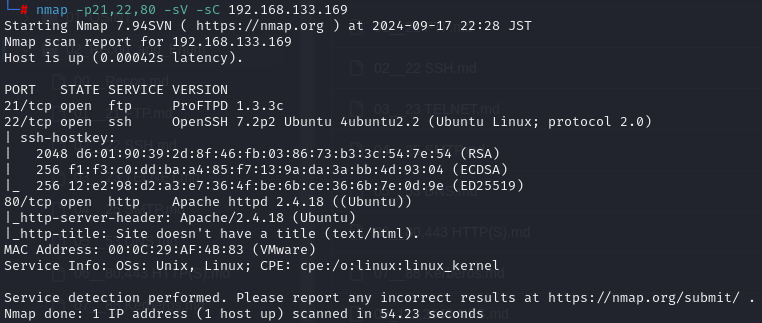 └─# nmap -p21,22,80 -sV -sC 192.168.133.169
Starting Nmap 7.94SVN ( https://nmap.org ) at 2024-09-17 22:28 JST
Nmap scan report for 192.168.133.169
Host is up (0.00042s latency).
02__22 SSH.md
PORT   STATE SERVICE VERSION
21/tcp open  ftp     ProFTPD 1.3.3c
03__23 TELNET.md
22/tcp open  ssh     OpenSSH 7.2p2 Ubuntu 4ubuntu2.2 (Ubuntu Linux; protocol 2.0)
| ssh-hostkey:
|   2048 d6:01:90:39:2d:8f:46:fb:03:86:73:b3:3c:54:7e:54 (RSA)
|   256 f1:f3:c0:dd:ba:a4:85:f7:13:9a:da:3a:bb:4d:93:04 (ECDSA)
|_  256 12:e2:98:d2:a3:e7:36:4f:be:6b:ce:36:6b:7e:0d:9e (ED25519)
80/tcp open  http    Apache httpd 2.4.18 ((Ubuntu))
|_http-server-header: Apache/2.4.18 (Ubuntu)
|_http-title: Site doesn't have a title (text/html).
MAC Address: 00:0C:29:AF:4B:83 (VMware)
Service Info: OSs: Unix, Linux; CPE: cpe:/o:linux:linux_kernel

Service detection performed. Please report any incorrect results at https://nmap.org/submit/ .
Nmap done: 1 IP address (1 host up) scanned in 54.23 seconds